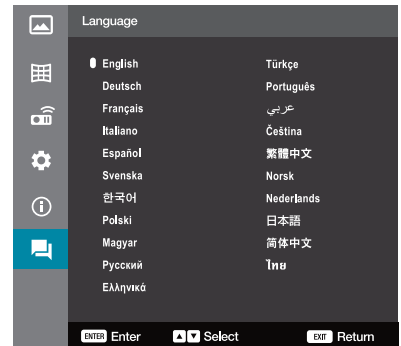 Language
English
Deutsch
Français
Italiano
Español
Svenska
한국어
Polski
Magyar
Русский
Ελληνικά
Türkçe
Português
عربي
Čeština
繁體中文
Norsk
Nederlands
日本語
简体中文
ไทย
ENTER Enter
Select
EXIT Return